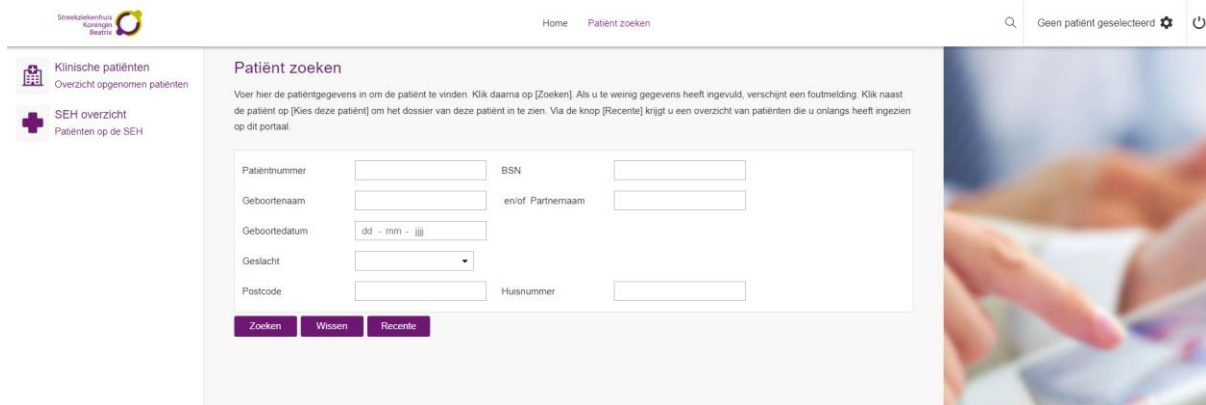 Streekziekenhuis
Koningin
Beatrix
Home
Patiënt zoeken
Geen patiënt geselecteerd
Klinische patiënten
Overzicht opgenomen patiënten
SEH overzicht
Patiënten op de SEH
Patiënt zoeken
Voer hier de patiëntgegevens in om de patiënt te vinden. Klik daarna op [Zoeken]. Als u te weinig gegevens heeft ingevuld, verschijnt een foutmelding. Klik naast
de patiënt op [Kies deze patiënt] om het dossier van deze patiënt in te zien. Via de knop [Recente] krijgt u een overzicht van patiënten die u onlangs heeft ingezien
op dit portaal.
Patiëntnummer
BSN
Geboortenaam
en/of Partnernaam
Geboortedatum
dd - mm - jjjj
Geslacht
Postcode
Huisnummer
Zoeken
Wissen
Recente